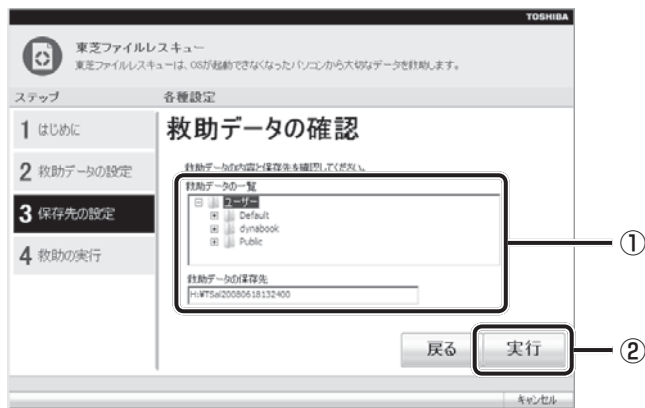 TOSHIBA
東芝ファイルレスキュー
東芝ファイルレスキューは、OSが起動できなくなったパソコンから大切なデータを救助します。
ステップ
各種設定
1 はじめに
2 救助データの設定
3 保存先の設定
4 救助の実行
救助データの確認
救助データの内容と保存先を確認してください。
救助データの一覧
ユーザー
Default
dynabook
Public
①
救助データの保存先
H:¥TSal20080618132400
戻る
実行
②
キャンセル